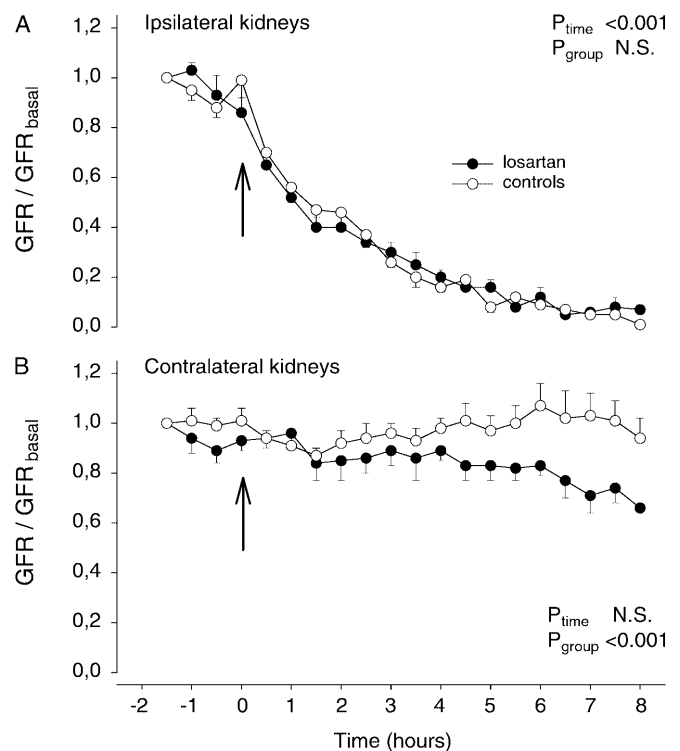 A
Ipsilateral kidneys
P_time <0.001
P_group N.S.
GFR / GFR_basal
1,2
1,0
0,8
0,6
0,4
0,2
0,0
losartan
controls
B
Contralateral kidneys
GFR / GFR_basal
1,2
1,0
0,8
0,6
0,4
0,2
0,0
P_time N.S.
P_group <0.001
-2 -1 0 1 2 3 4 5 6 7 8
Time (hours)